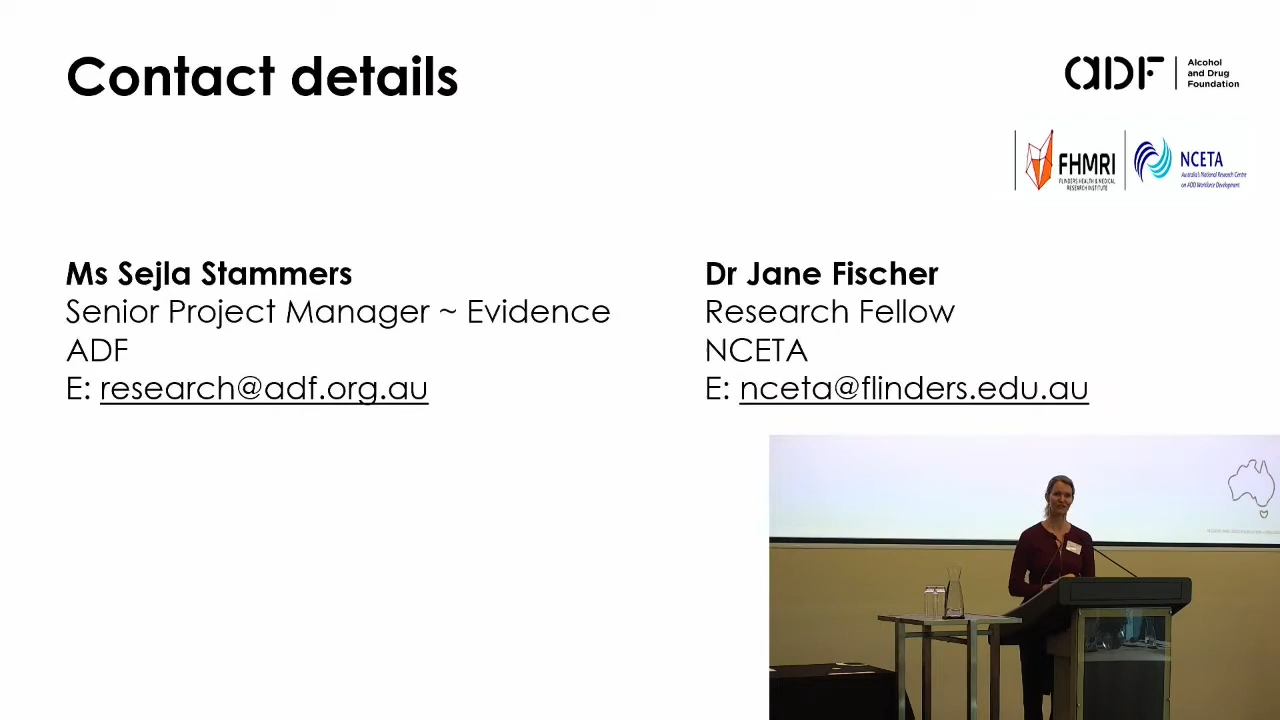 Contact details
aDF
Alcohol
and Drug
Foundation
FHMRI
FLINDERS HEALTH & MEDICAL
RESEARCH INSTITUTE
NCETA
Australia's National Research Centre
on AOD Workforce Development
Ms Sejla Stammers
Senior Project Manager ~ Evidence
ADF
E: research@adf.org.au
Dr Jane Fischer
Research Fellow
NCETA
E: nceta@flinders.edu.au